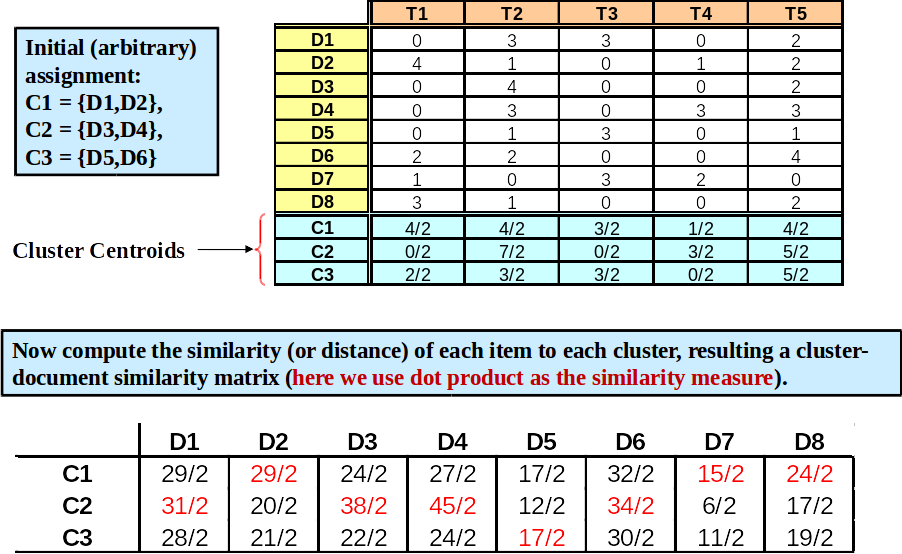 T1 T2 T3 T4 T5
Initial (arbitrary)
assignment:
C1 = {D1,D2},
C2 = {D3,D4},
C3 = {D5,D6}
D1 0 3 3 0 2
D2 4 1 0 1 2
D3 0 4 0 0 2
D4 0 3 0 3 3
D5 0 1 3 0 1
D6 2 2 0 0 4
D7 1 0 3 2 0
D8 3 1 0 0 2
Cluster Centroids
C1 4/2 4/2 3/2 1/2 4/2
C2 0/2 7/2 0/2 3/2 5/2
C3 2/2 3/2 3/2 0/2 5/2
Now compute the similarity (or distance) of each item to each cluster, resulting a cluster-
document similarity matrix (here we use dot product as the similarity measure).
D1 D2 D3 D4 D5 D6 D7 D8
C1 29/2 29/2 24/2 27/2 17/2 32/2 15/2 24/2
C2 31/2 20/2 38/2 45/2 12/2 34/2 6/2 17/2
C3 28/2 21/2 22/2 24/2 17/2 30/2 11/2 19/2